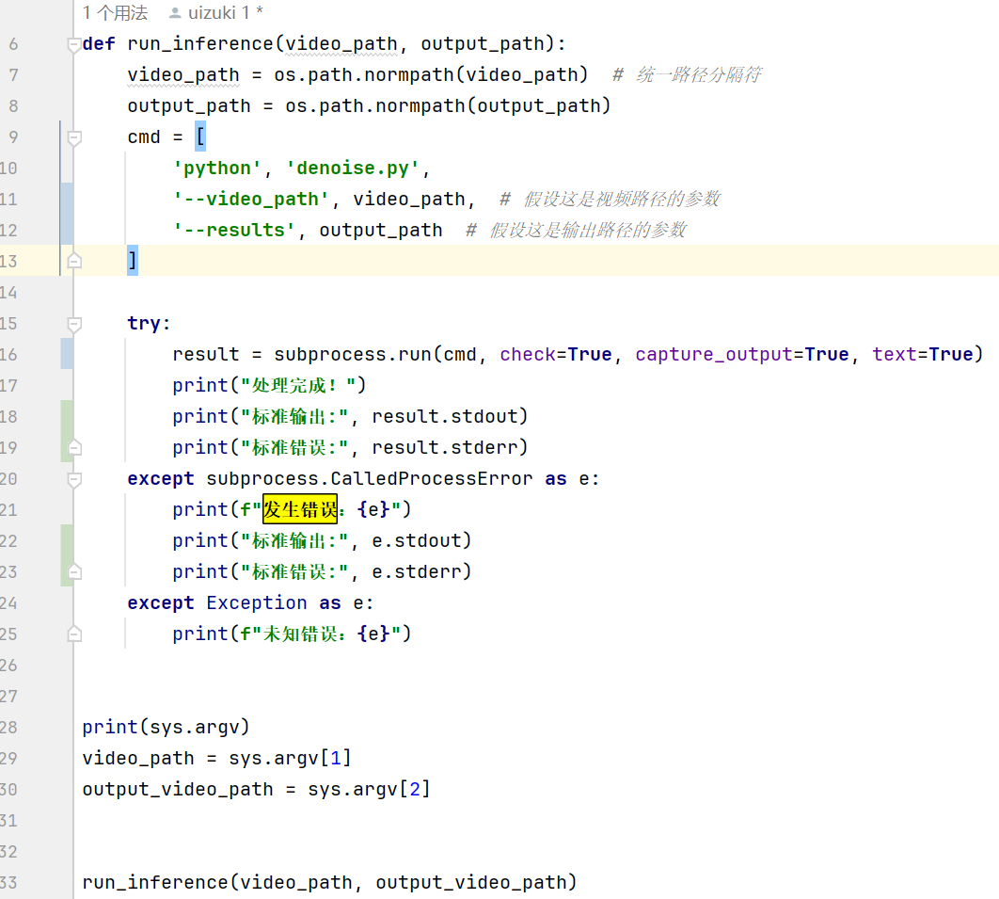 1 个用法 uizuki 1 *
6 def run_inference(video_path, output_path):
7 video_path = os.path.normpath(video_path) # 统一路径分隔符
8 output_path = os.path.normpath(output_path)
9 cmd = [
10 'python', 'denoise.py',
11 '--video_path', video_path, # 假设这是视频路径的参数
12 '--results', output_path # 假设这是输出路径的参数
13 ]
14
15 try:
16 result = subprocess.run(cmd, check=True, capture_output=True, text=True)
17 print("处理完成！")
18 print("标准输出:", result.stdout)
19 print("标准错误:", result.stderr)
20 except subprocess.CalledProcessError as e:
21 print(f"发生错误：{e}")
22 print("标准输出:", e.stdout)
23 print("标准错误:", e.stderr)
24 except Exception as e:
25 print(f"未知错误：{e}")
26
27
28 print(sys.argv)
29 video_path = sys.argv[1]
30 output_video_path = sys.argv[2]
31
32
33 run_inference(video_path, output_video_path)